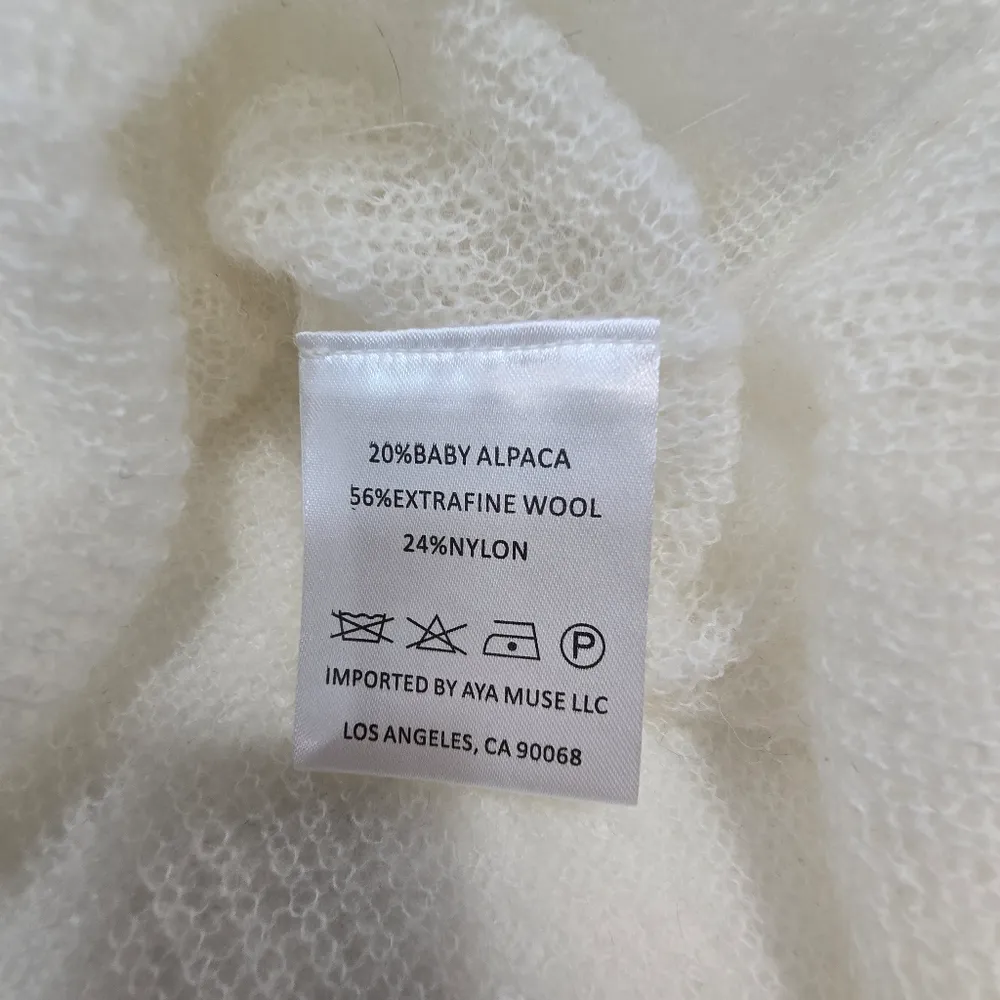 20%BABY ALPACA
56%EXTRAFINE WOOL
24%NYLON
P
IMPORTED BY AYA MUSE LLC
LOS ANGELES, CA 90068